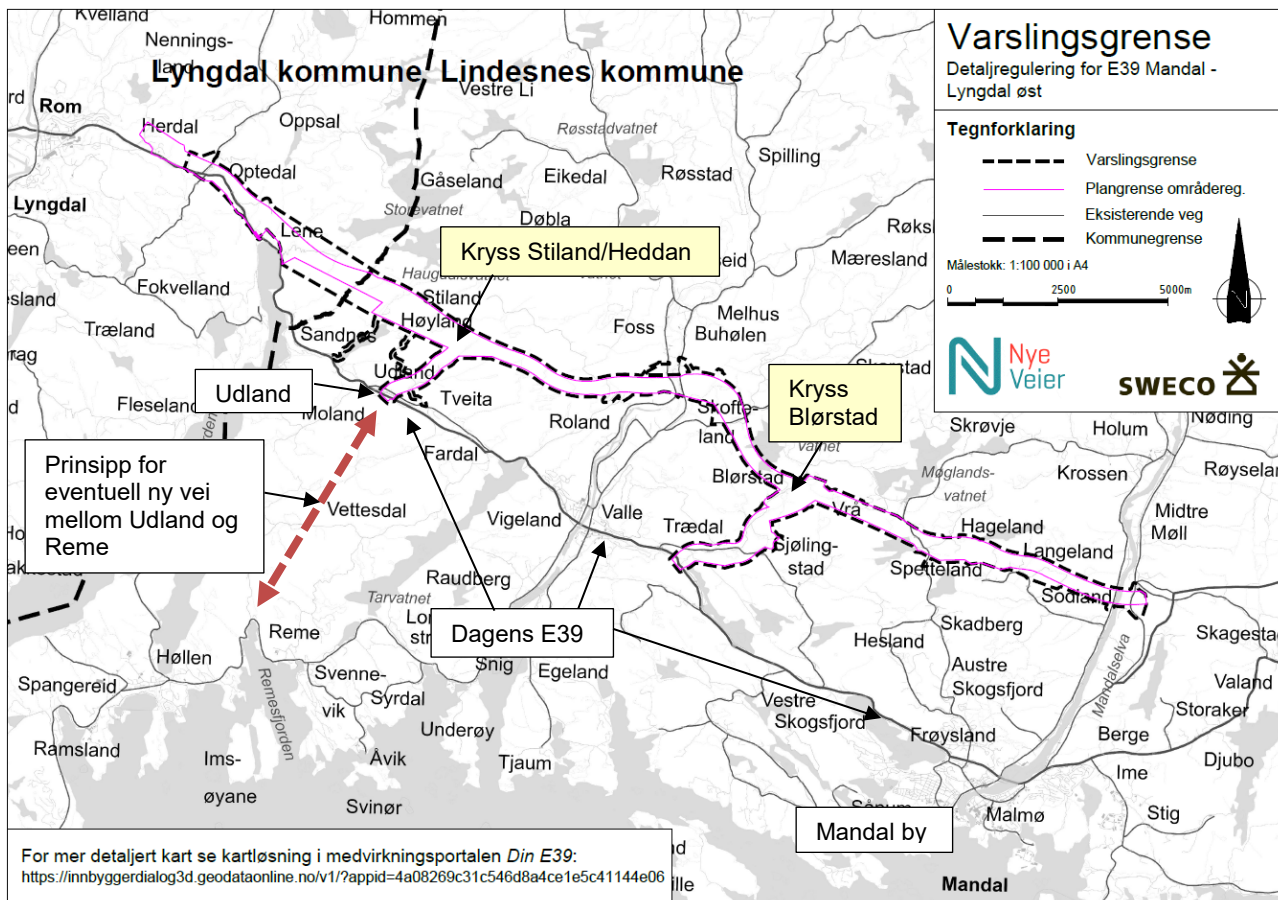 Kvelland
Hommen
Nennings-
land
Lyngdal kommune
Lindesnes kommune
Vestre Li
Rom
Herdal
Oppsal
Røsstadvatnet
Spilling
Optedal
Gåseland
Eikedal
Røsstad
Lyngdal
Storevatnet
Døbla
Røks
Lene
Kryss Stiland/Heddan
Mæresland
Fokvelland
Stiland
Høyland
Foss
Melhus
Buhølen
Træland
Sandnes
Udland
Udland
Tveita
Kryss
Blørstad
Fleseland
Moland
Roland
Skofte-
land
Skrøvje
Holum
Nøding
Fardal
Krossen
Røyselan
Prinsipp for
eventuell ny vei
mellom Udland og
Reme
Blørstad
Møglands-
vatnet
Vettesdal
Vigeland
Valle
Trædal
Vrå
Hageland
Midtre
Møll
Langeland
Sjøling-
stad
Spetteland
Raudberg
Tarvatnet
Sodland
Dagens E39
Reme
Hesland
Skadberg
Skagestad
Høllen
Snig
Egeland
Austre
Skogsfjord
Mandalselva
Spangereid
Svenne-
vik
Syrdal
Remesfjorden
Vestre
Skogsfjord
Valand
Storaker
Underøy
Frøysland
Berge
Ramsland
Ims-
øyane
Åvik
Tjaum
Djubo
Ime
Svinør
Malmø
Stig
Mandal by
Mandal
Varslingsgrense
Detaljregulering for E39 Mandal -
Lyngdal øst
Tegnforklaring
Varslingsgrense
Plangrense områdereg.
Eksisterende veg
Kommunegrense
Målestokk: 1:100 000 i A4
0 2500 5000m
Nye
Veier
SWECO
For mer detaljert kart se kartløsning i medvirkningsportalen Din E39:
https://innbyggerdialog3d.geodataonline.no/v1/?appid=4a08269c31c546d8a4ce1e5c41144e06